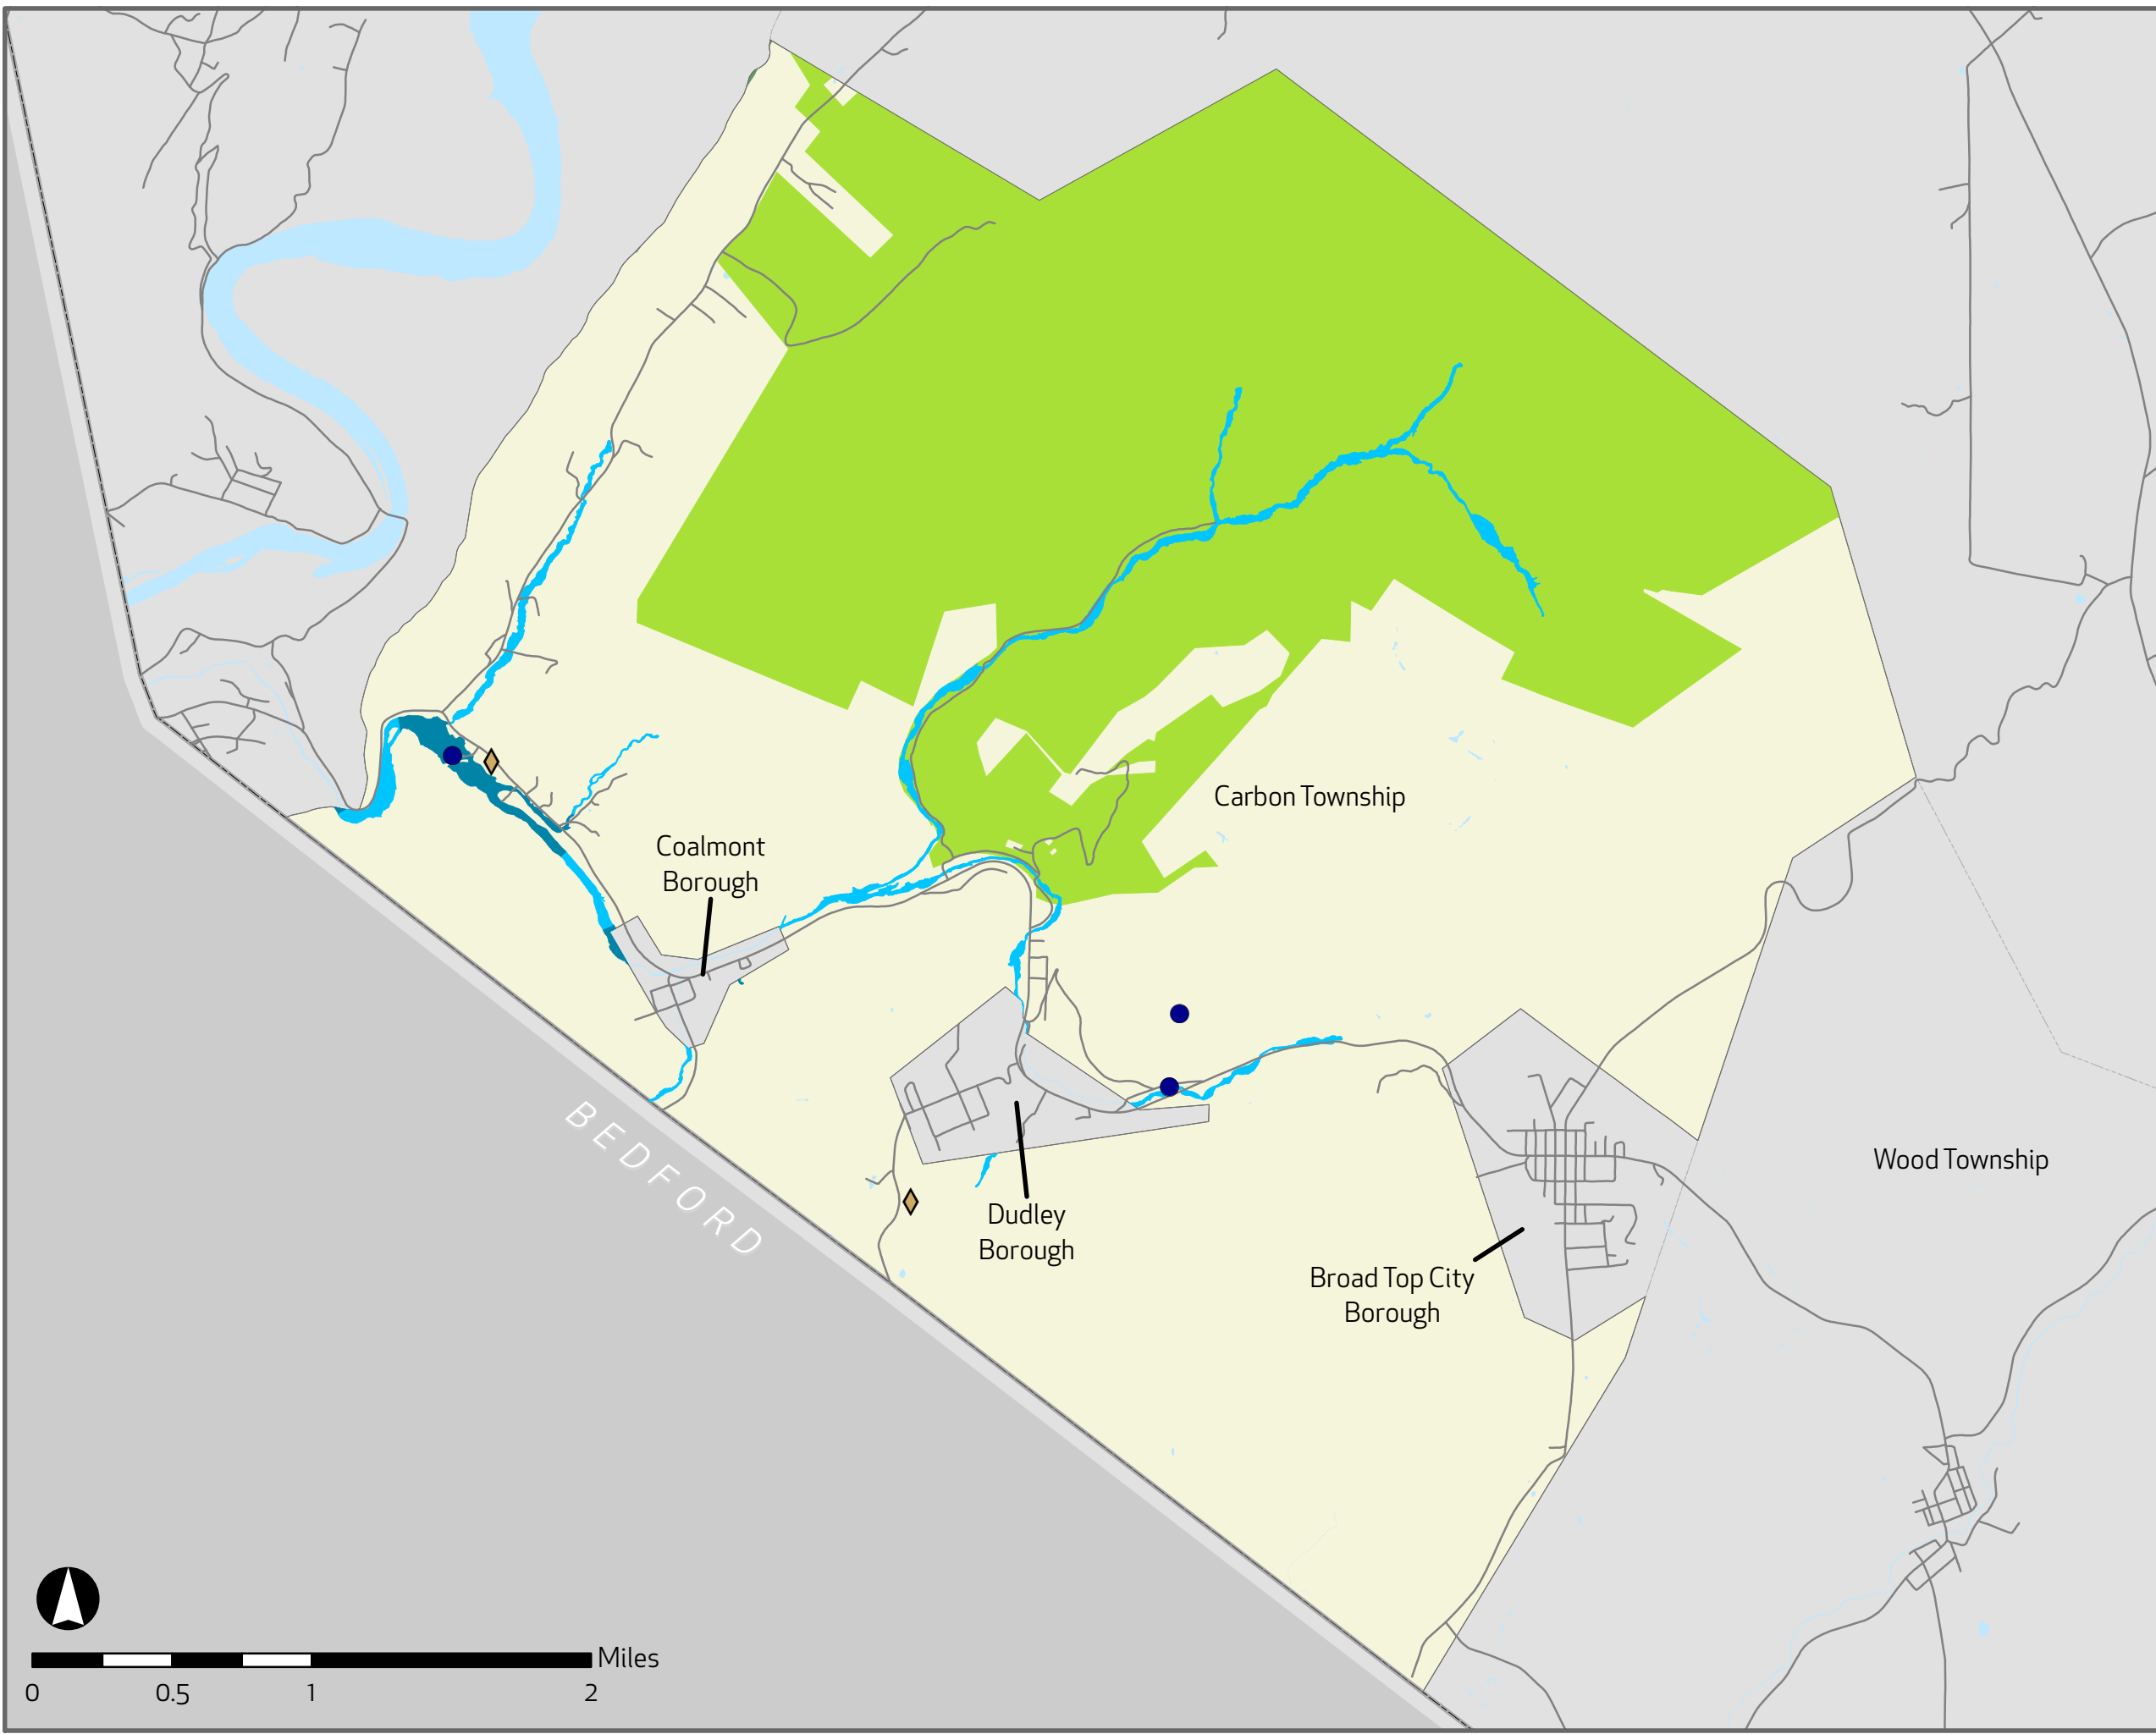 Carbon Township
Coalmont
Borough
Wood Township
BEDFORD
Dudley
Borough
Broad Top City
Borough
Miles
0 0.5 1 2